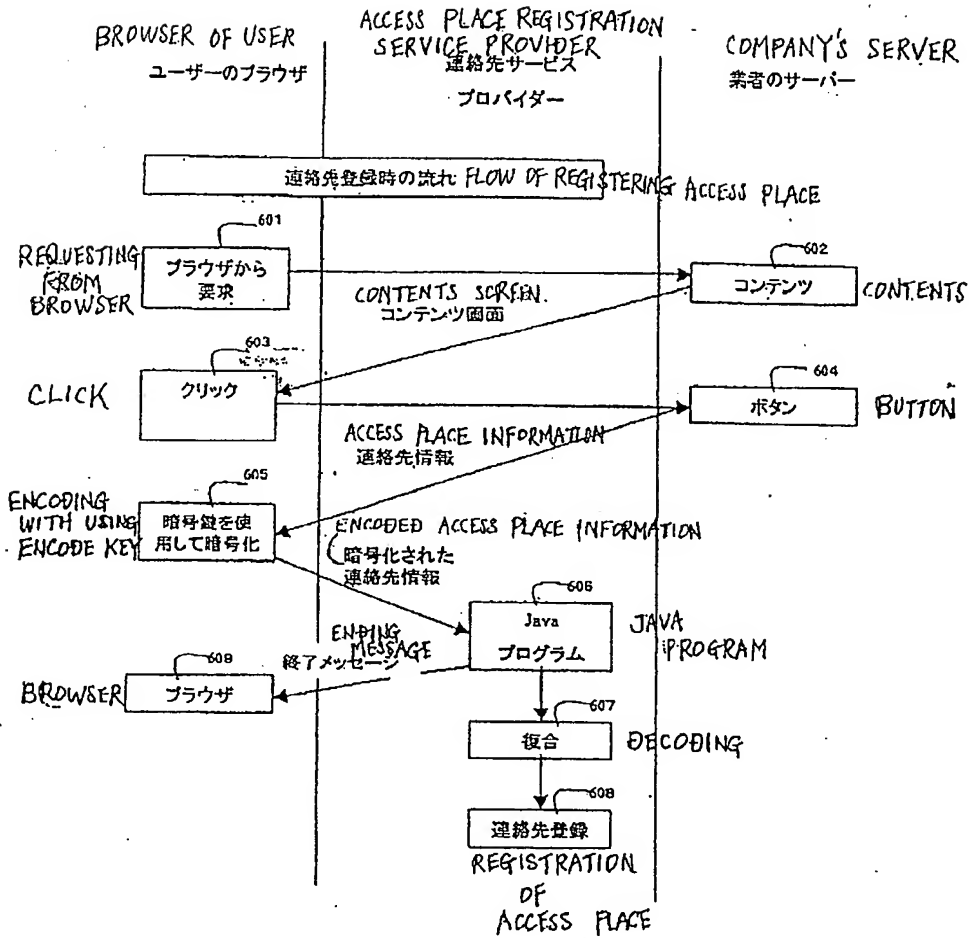 BROWSER OF USER
ユーザーのブラウザ
ACCESS PLACE REGISTRATION
SERVICE PROVIDER
連絡先サービス
プロバイダー
COMPANY'S SERVER
業者のサーバー
連絡先登録時の流れ FLOW OF REGISTERING ACCESS PLACE
601
REQUESTING
FROM
BROWSER
ブラウザから
要求
602
コンテンツ
CONTENTS
CONTENTS SCREEN.
コンテンツ画面
603
CLICK
クリック
604
ボタン
BUTTON
ACCESS PLACE INFORMATION
連絡先情報
605
ENCODING
WITH USING
ENCODE KEY
暗号鍵を使
用して暗号化
ENCODED ACCESS PLACE INFORMATION
暗号化された
連絡先情報
606
Java
プログラム
JAVA
PROGRAM
ENDING
MESSAGE
終了メッセージ
609
BROWSER
ブラウザ
607
復合
DECODING
608
連絡先登録
REGISTRATION
OF
ACCESS PLACE